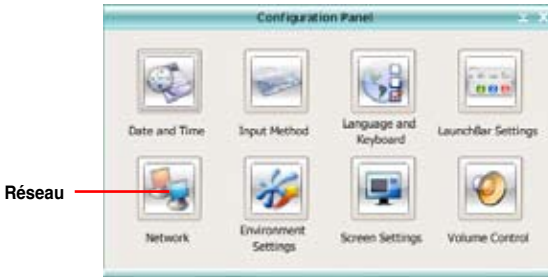 Configuration Panel
Date and Time
Input Method
Language and
Keyboard
LaunchBar Settings
Réseau
Network
Environment
Settings
Screen Settings
Volume Control